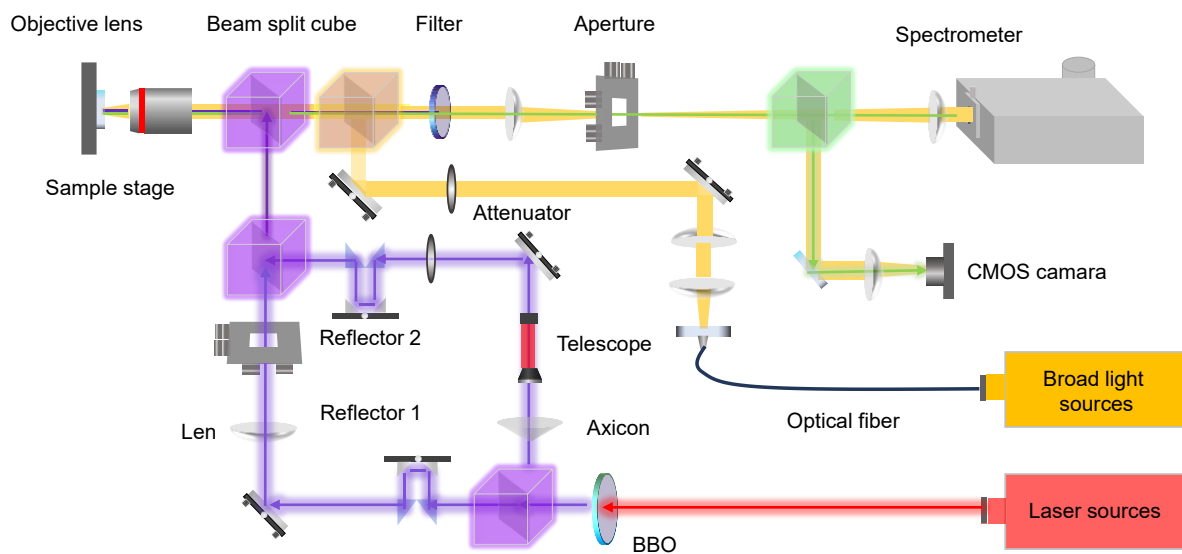 Objective lens
Beam split cube
Filter
Aperture
Spectrometer
Sample stage
Attenuator
CMOS camara
Reflector 2
Telescope
Broad light
sources
Reflector 1
Optical fiber
Len
Axicon
Laser sources
BBO